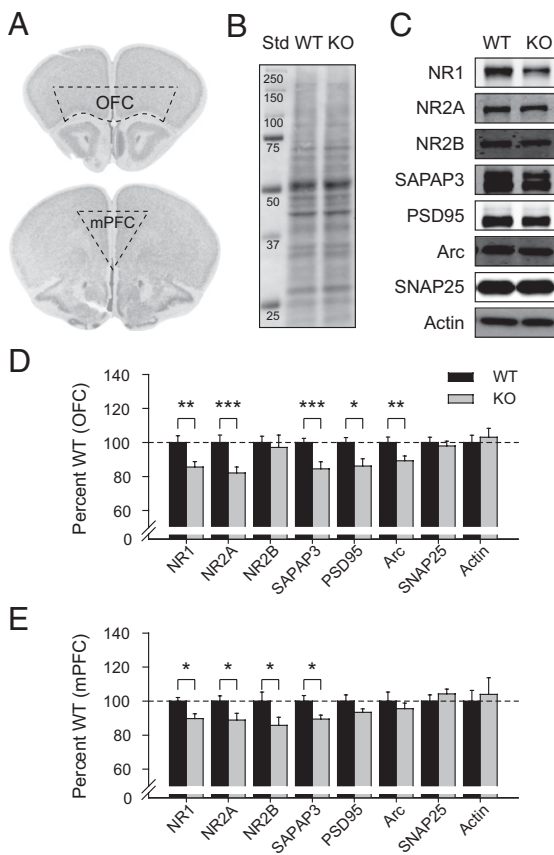 A
OFC
mPFC
B
Std WT KO
250
150
100
75
50
37
25
C
WT KO
NR1
NR2A
NR2B
SAPAP3
PSD95
Arc
SNAP25
Actin
D
Percent WT (OFC)
140
120
100
80
60
0
** *** *** * **
WT
KO
NR1 NR2A NR2B SAPAP3 PSD95 Arc SNAP25 Actin
E
Percent WT (mPFC)
140
120
100
80
60
0
* * * *
NR1 NR2A NR2B SAPAP3 PSD95 Arc SNAP25 Actin